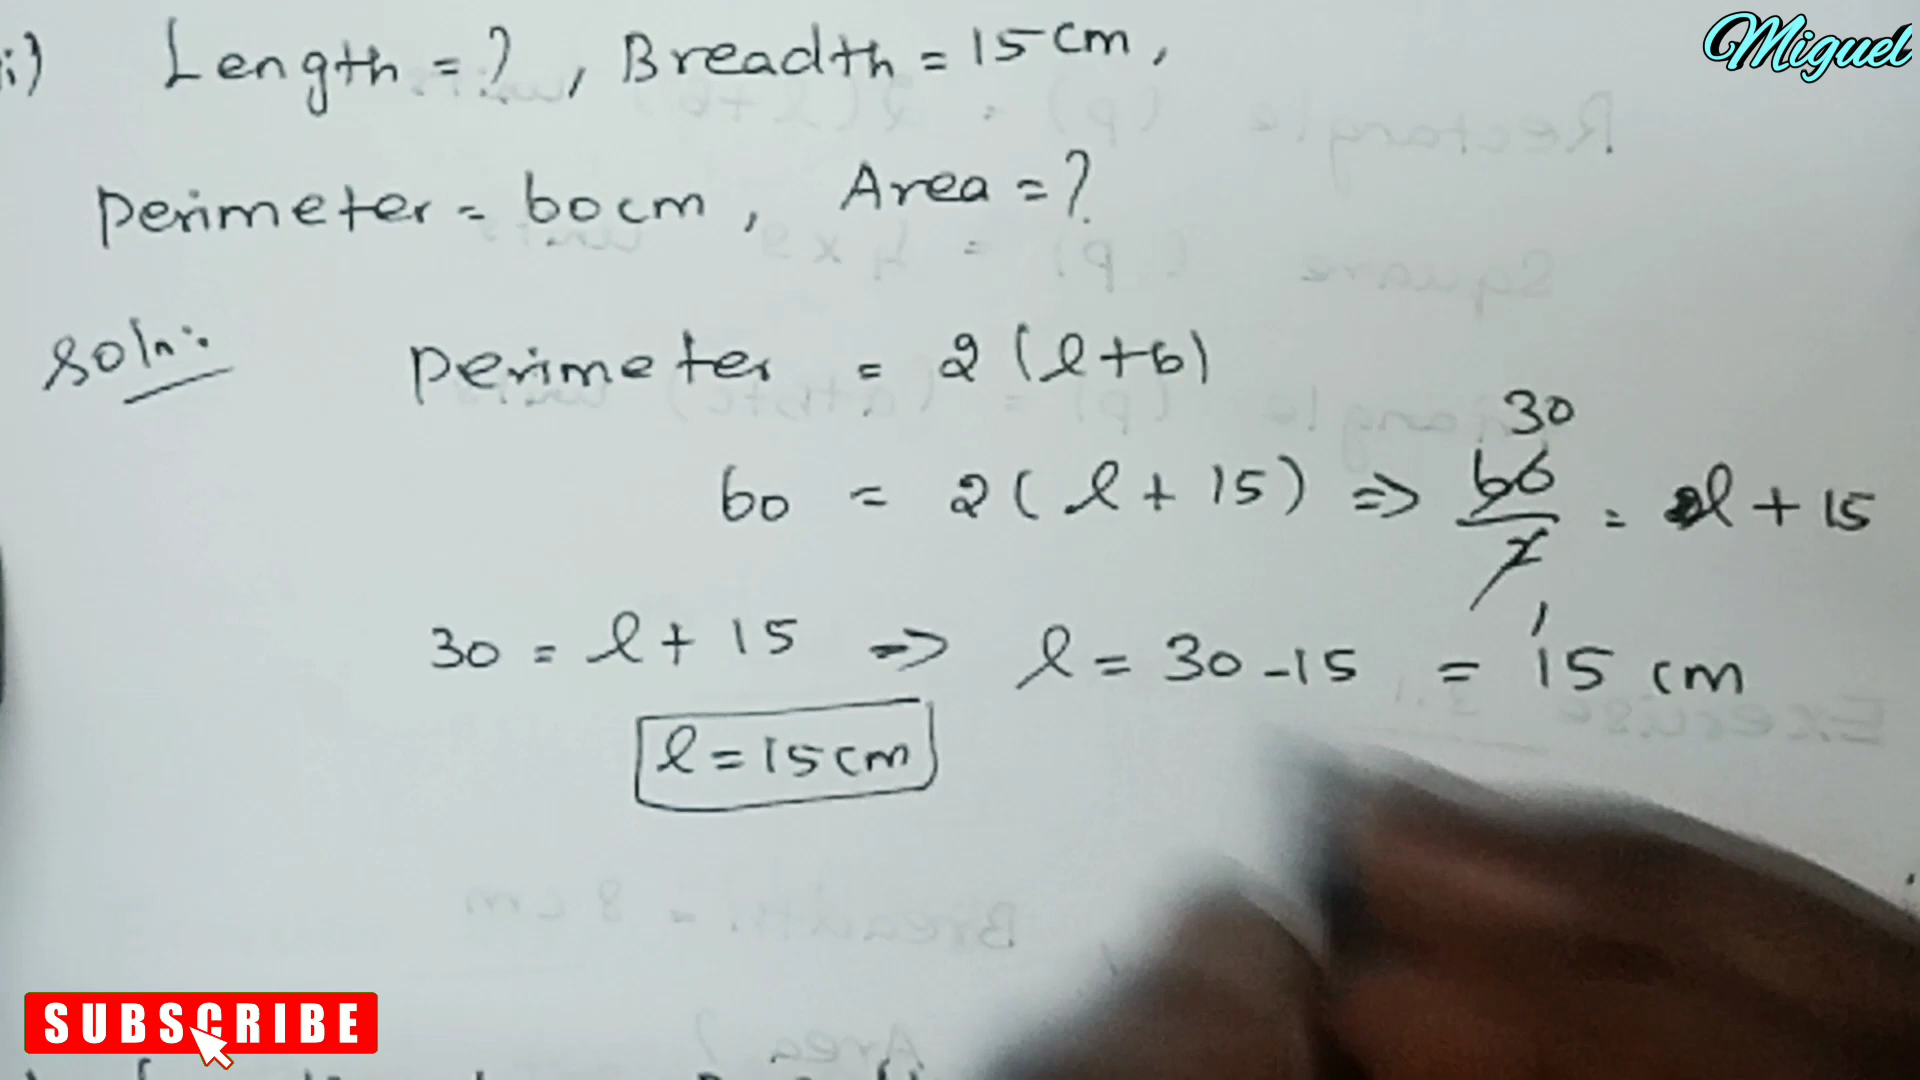 ii) Length = ? , Breadth = 15 cm ,
Miguel
Perimeter = 60 cm , Area = ?
Soln:
Perimeter = 2 (l+b)
60 = 2 ( l + 15 ) => 60/2 = l + 15
30
1
30 = l + 15 => l = 30 - 15 = 15 cm
l = 15 cm
SUBSCRIBE